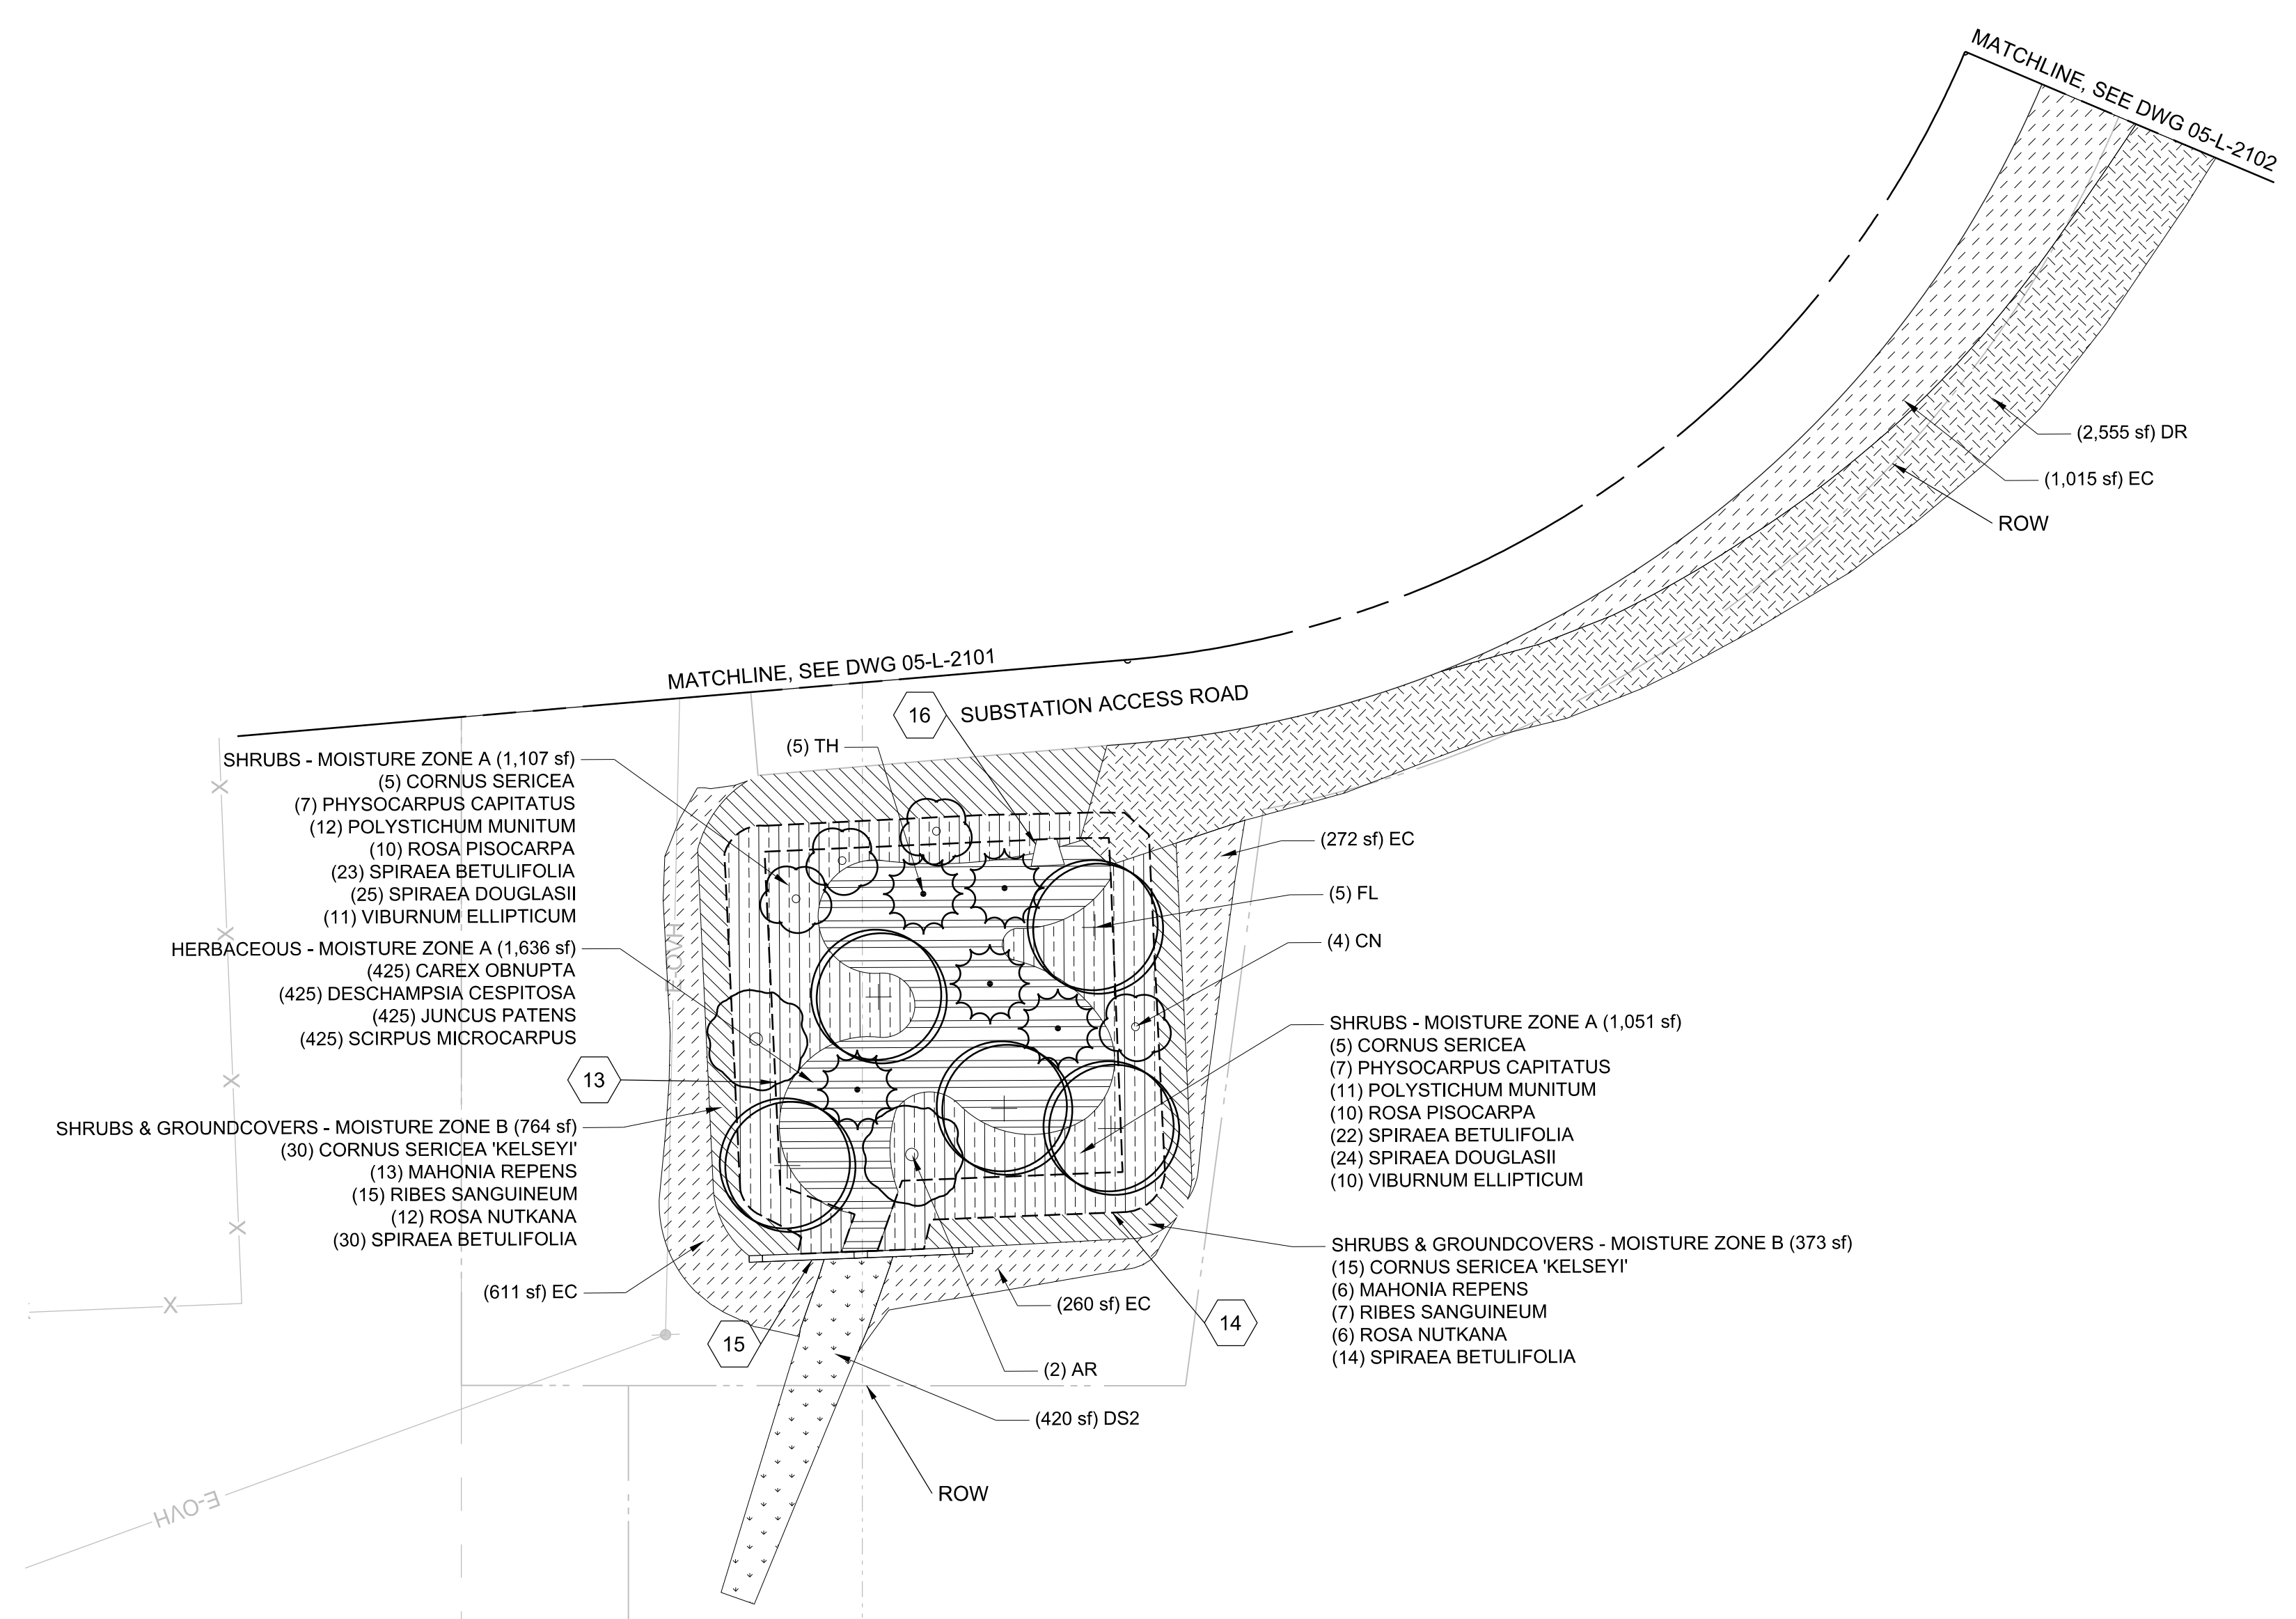 MATCHLINE, SEE DWG 05-L-2102
(2,555 sf) DR
(1,015 sf) EC
ROW
MATCHLINE, SEE DWG 05-L-2101
16
SUBSTATION ACCESS ROAD
(5) TH
SHRUBS - MOISTURE ZONE A (1,107 sf)
(5) CORNUS SERICEA
(7) PHYSOCARPUS CAPITATUS
(12) POLYSTICHUM MUNITUM
(10) ROSA PISOCARPA
(23) SPIRAEA BETULIFOLIA
(25) SPIRAEA DOUGLASII
(11) VIBURNUM ELLIPTICUM
HERBACEOUS - MOISTURE ZONE A (1,636 sf)
(425) CAREX OBNUPTA
(425) DESCHAMPSIA CESPITOSA
(425) JUNCUS PATENS
(425) SCIRPUS MICROCARPUS
13
SHRUBS & GROUNDCOVERS - MOISTURE ZONE B (764 sf)
(30) CORNUS SERICEA 'KELSEYI'
(13) MAHONIA REPENS
(15) RIBES SANGUINEUM
(12) ROSA NUTKANA
(30) SPIRAEA BETULIFOLIA
(611 sf) EC
15
E-OVH
X
X
X
X
X
E-OVH
(272 sf) EC
(5) FL
(4) CN
SHRUBS - MOISTURE ZONE A (1,051 sf)
(5) CORNUS SERICEA
(7) PHYSOCARPUS CAPITATUS
(11) POLYSTICHUM MUNITUM
(10) ROSA PISOCARPA
(22) SPIRAEA BETULIFOLIA
(24) SPIRAEA DOUGLASII
(10) VIBURNUM ELLIPTICUM
SHRUBS & GROUNDCOVERS - MOISTURE ZONE B (373 sf)
(15) CORNUS SERICEA 'KELSEYI'
(6) MAHONIA REPENS
(7) RIBES SANGUINEUM
(6) ROSA NUTKANA
(14) SPIRAEA BETULIFOLIA
(260 sf) EC
14
(2) AR
(420 sf) DS2
ROW